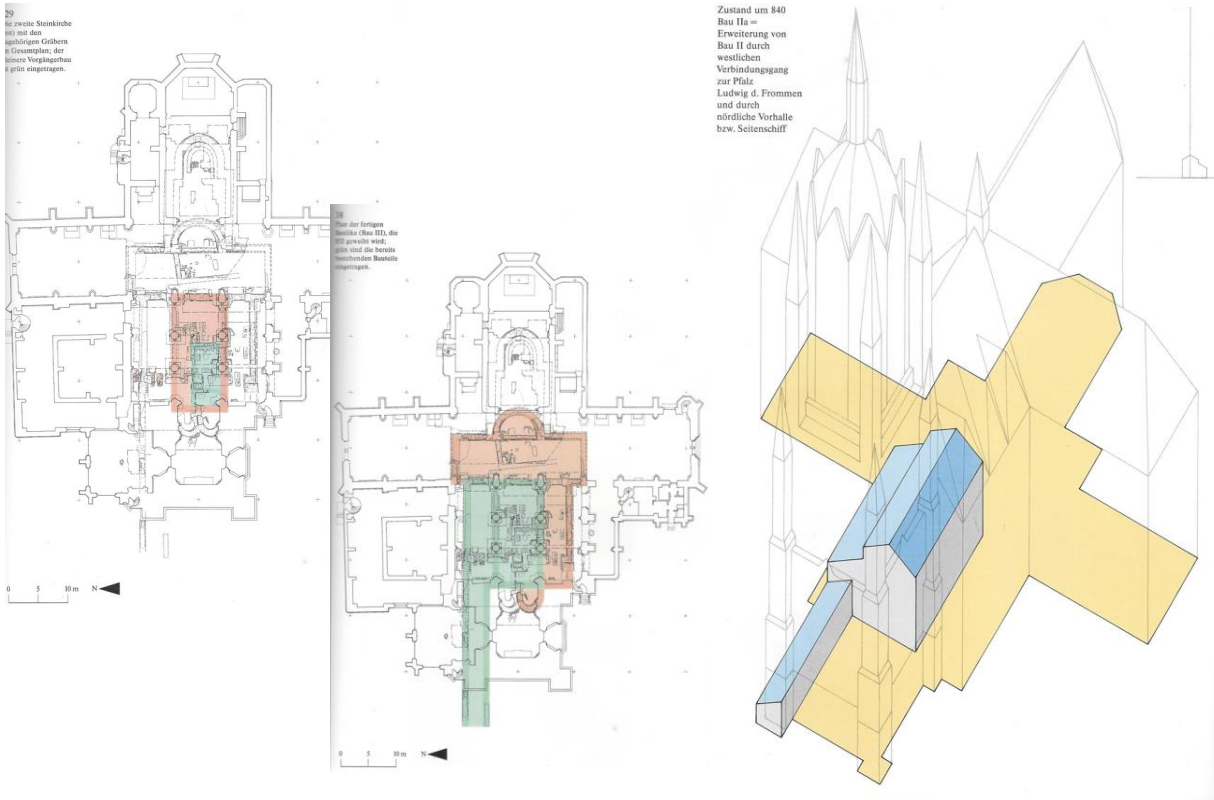 29
zweite Steinkirche
mit den
Gräbern
Gesamtplan; der
Vorgängerbau
grün eingetragen.
0 5 10 m N
38
Plan der fertigen
Basilika (Bau III), die
geweiht wird;
grün sind die bereits
bestehenden Bauteile
eingetragen.
0 5 10 m N
Zustand um 840
Bau IIa =
Erweiterung von
Bau II durch
westlichen
Verbindungsgang
zur Pfalz
Ludwig d. Frommen
und durch
nördliche Vorhalle
bzw. Seitenschiff